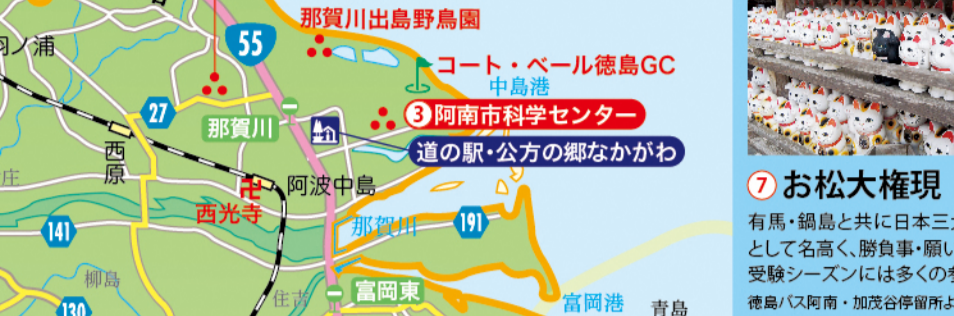 那賀川出島野鳥園
55
羽ノ浦
コート・ベール徳島GC
中島港
27
③阿南市科学センター
那賀川
道の駅・公方の郷なかがわ
西原
阿波中島
西光寺
那賀川
191
141
柳島
住吉
富岡東
富岡港
青島
130
⑦お松大権現
有馬・鍋島と共に日本三
として名高く、勝負事・願い
受験シーズンには多くの
徳島バス阿南・加茂谷停留所よ